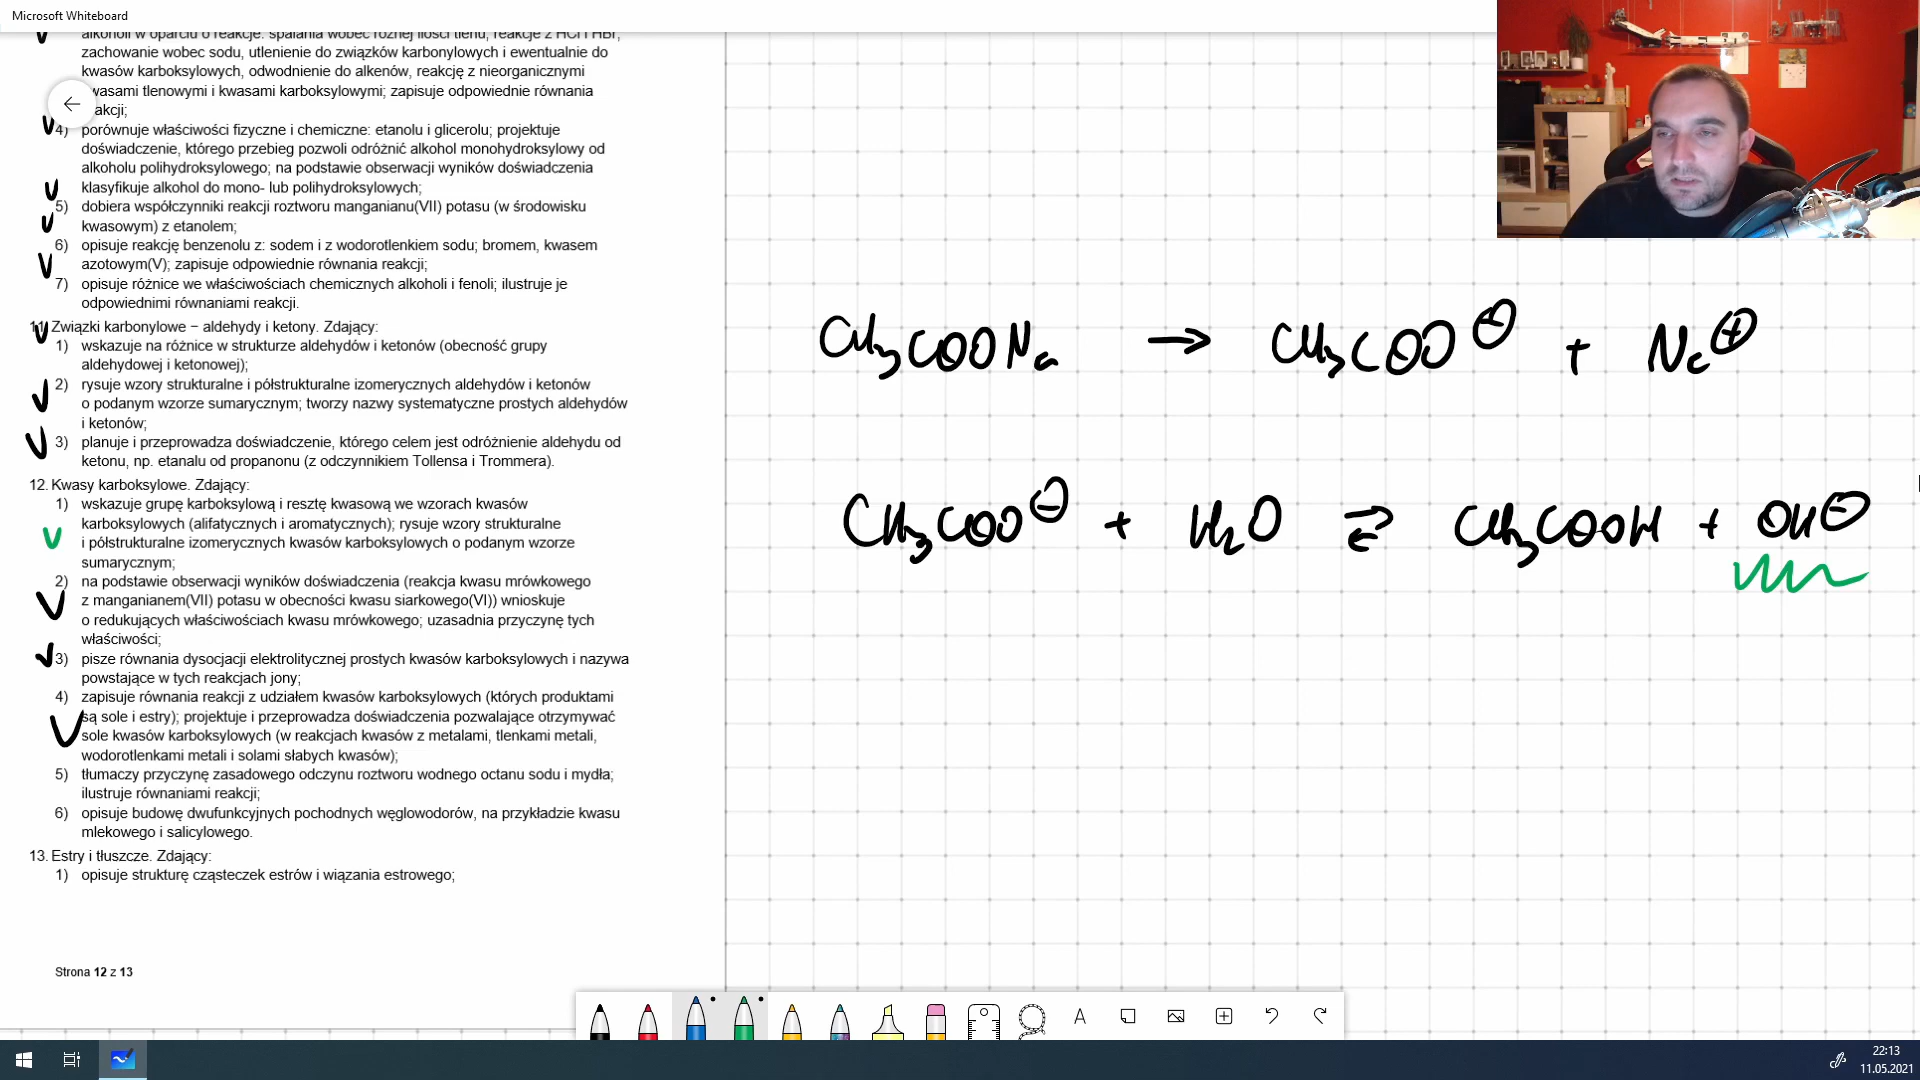 Microsoft Whiteboard
alkoholi w oparciu o reakcje: spalania wobec różnej ilości tlenu, reakcje z HCl i HBr,
zachowanie wobec sodu, utlenienie do związków karbonylowych i ewentualnie do
kwasów karboksylowych, odwodnienie do alkenów, reakcję z nieorganicznymi
kwasami tlenowymi i kwasami karboksylowymi; zapisuje odpowiednie równania
reakcji;
4) porównuje właściwości fizyczne i chemiczne: etanolu i glicerolu; projektuje
doświadczenie, którego przebieg pozwoli odróżnić alkohol monohydroksylowy od
alkoholu polihydroksylowego; na podstawie obserwacji wyników doświadczenia
klasyfikuje alkohol do mono- lub polihydroksylowych;
5) dobiera współczynniki reakcji roztworu manganianu(VII) potasu (w środowisku
kwasowym) z etanolem;
6) opisuje reakcję benzenolu z: sodem i z wodorotlenkiem sodu; bromem, kwasem
azotowym(V); zapisuje odpowiednie równania reakcji;
7) opisuje różnice we właściwościach chemicznych alkoholi i fenoli; ilustruje je
odpowiednimi równaniami reakcji.
11. Związki karbonylowe − aldehydy i ketony. Zdający:
1) wskazuje na różnice w strukturze aldehydów i ketonów (obecność grupy
aldehydowej i ketonowej);
2) rysuje wzory strukturalne i półstrukturalne izomerycznych aldehydów i ketonów
o podanym wzorze sumarycznym; tworzy nazwy systematyczne prostych aldehydów
i ketonów;
3) planuje i przeprowadza doświadczenie, którego celem jest odróżnienie aldehydu od
ketonu, np. etanalu od propanonu (z odczynnikiem Tollensa i Trommera).
12. Kwasy karboksylowe. Zdający:
1) wskazuje grupę karboksylową i resztę kwasową we wzorach kwasów
karboksylowych (alifatycznych i aromatycznych); rysuje wzory strukturalne
i półstrukturalne izomerycznych kwasów karboksylowych o podanym wzorze
sumarycznym;
2) na podstawie obserwacji wyników doświadczenia (reakcja kwasu mrówkowego
z manganianem(VII) potasu w obecności kwasu siarkowego(VI)) wnioskuje
o redukujących właściwościach kwasu mrówkowego; uzasadnia przyczynę tych
właściwości;
3) pisze równania dysocjacji elektrolitycznej prostych kwasów karboksylowych i nazywa
powstające w tych reakcjach jony;
4) zapisuje równania reakcji z udziałem kwasów karboksylowych (których produktami
są sole i estry); projektuje i przeprowadza doświadczenia pozwalające otrzymywać
sole kwasów karboksylowych (w reakcjach kwasów z metalami, tlenkami metali,
wodorotlenkami metali i solami słabych kwasów);
5) tłumaczy przyczynę zasadowego odczynu roztworu wodnego octanu sodu i mydła;
ilustruje równaniami reakcji;
6) opisuje budowę dwufunkcyjnych pochodnych węglowodorów, na przykładzie kwasu
mlekowego i salicylowego.
13. Estry i tłuszcze. Zdający:
1) opisuje strukturę cząsteczek estrów i wiązania estrowego;
Strona 12 z 13
CH₃COONa → CH₃COO⊖ + Na⊕
CH₃COO⊖ + H₂O ⇄ CH₃COOH + OH⊖
22:13
11.05.2021